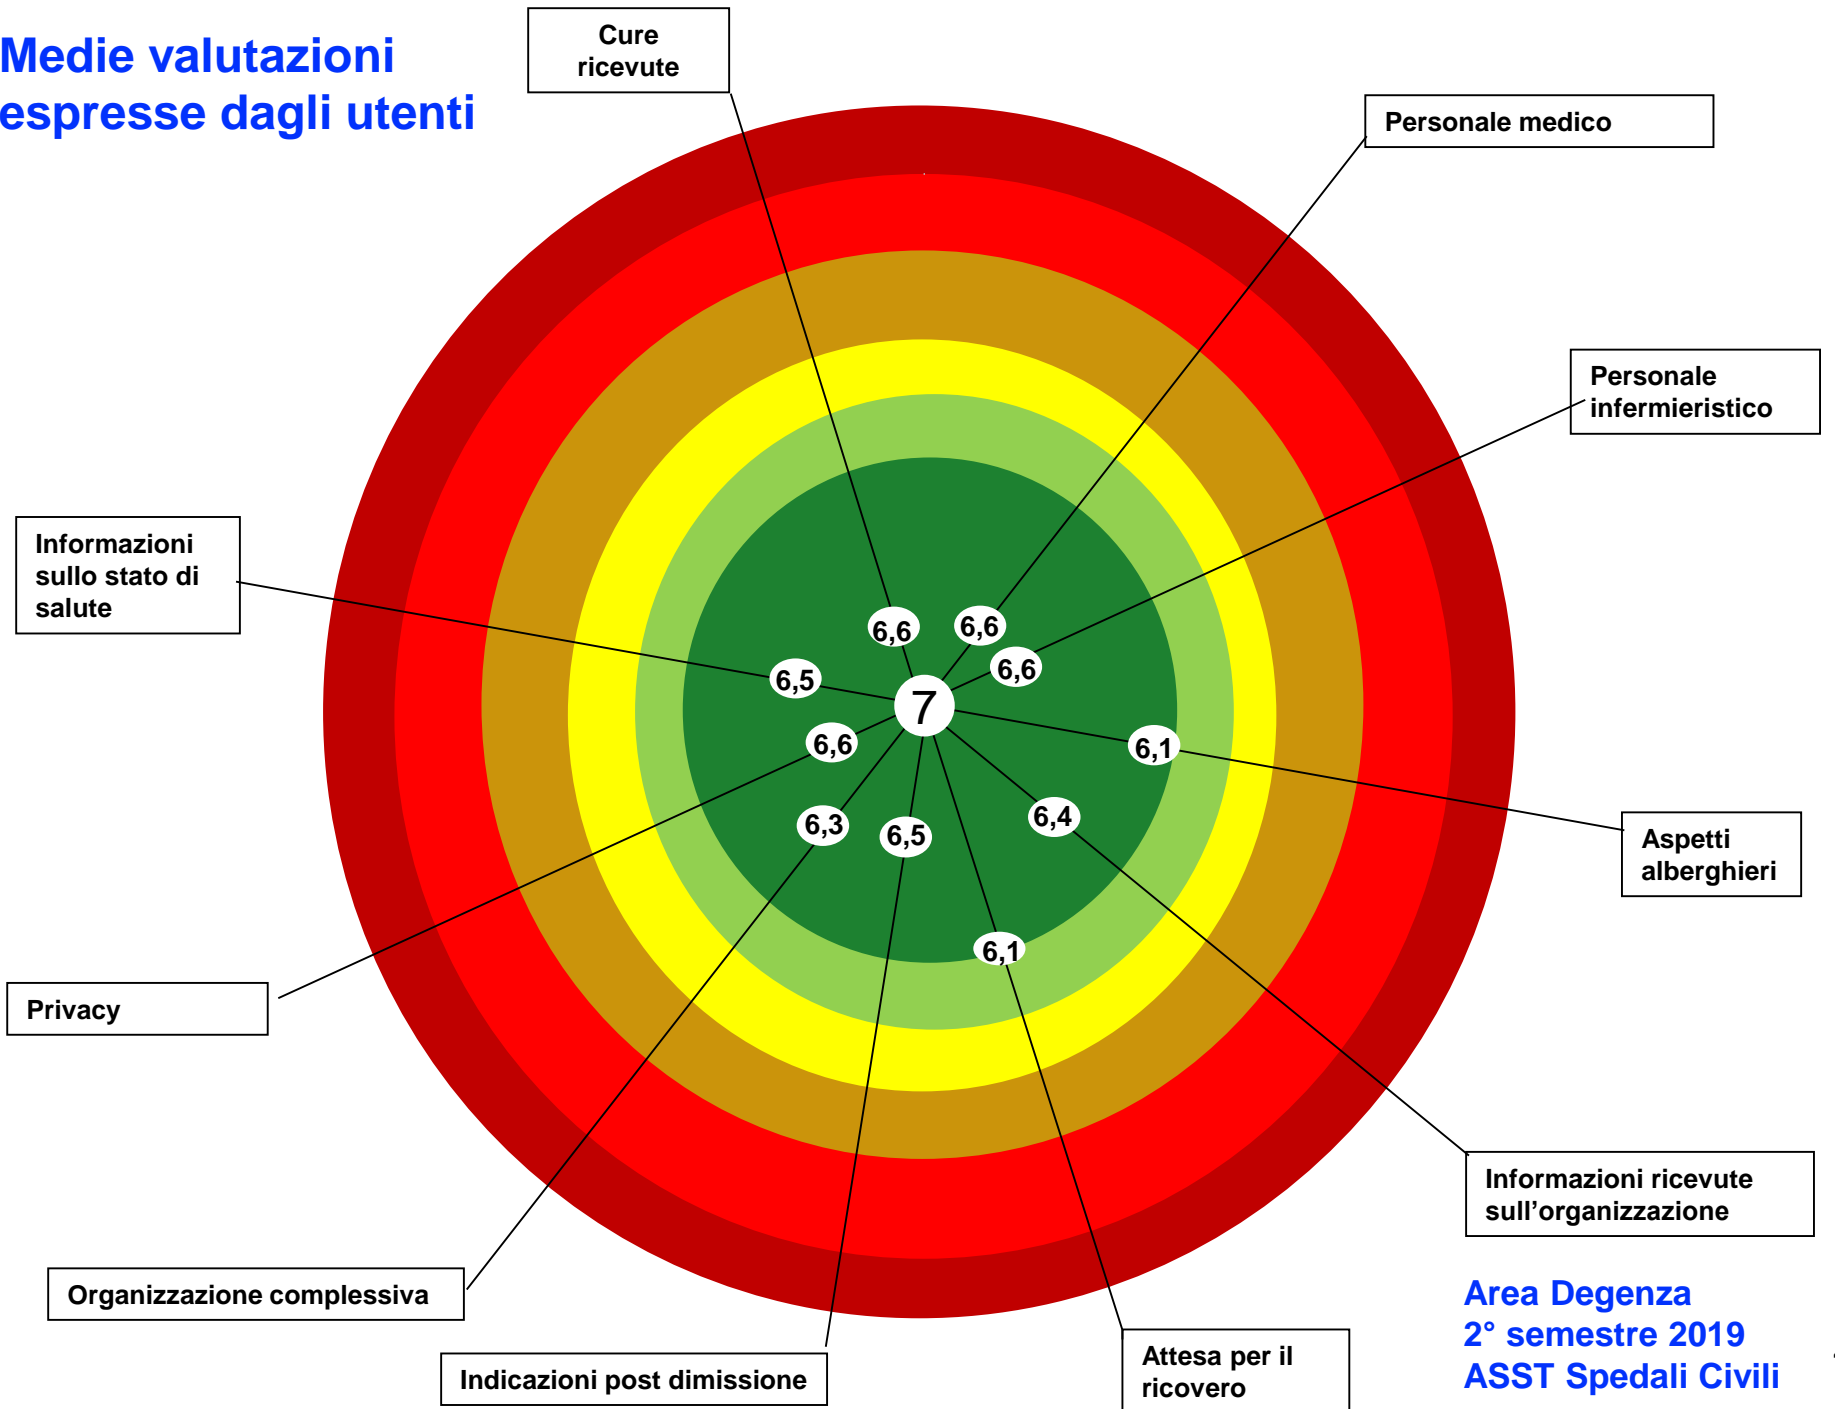 Medie valutazioni
espresse dagli utenti
Cure
ricevute
Personale medico
Personale
infermieristico
Informazioni
sullo stato di
salute
6,6
6,6
6,6
6,5
7
6,6
6,1
6,3
6,5
6,4
6,1
Aspetti
alberghieri
Privacy
Informazioni ricevute
sull’organizzazione
Organizzazione complessiva
Indicazioni post dimissione
Attesa per il
ricovero
Area Degenza
2° semestre 2019
ASST Spedali Civili